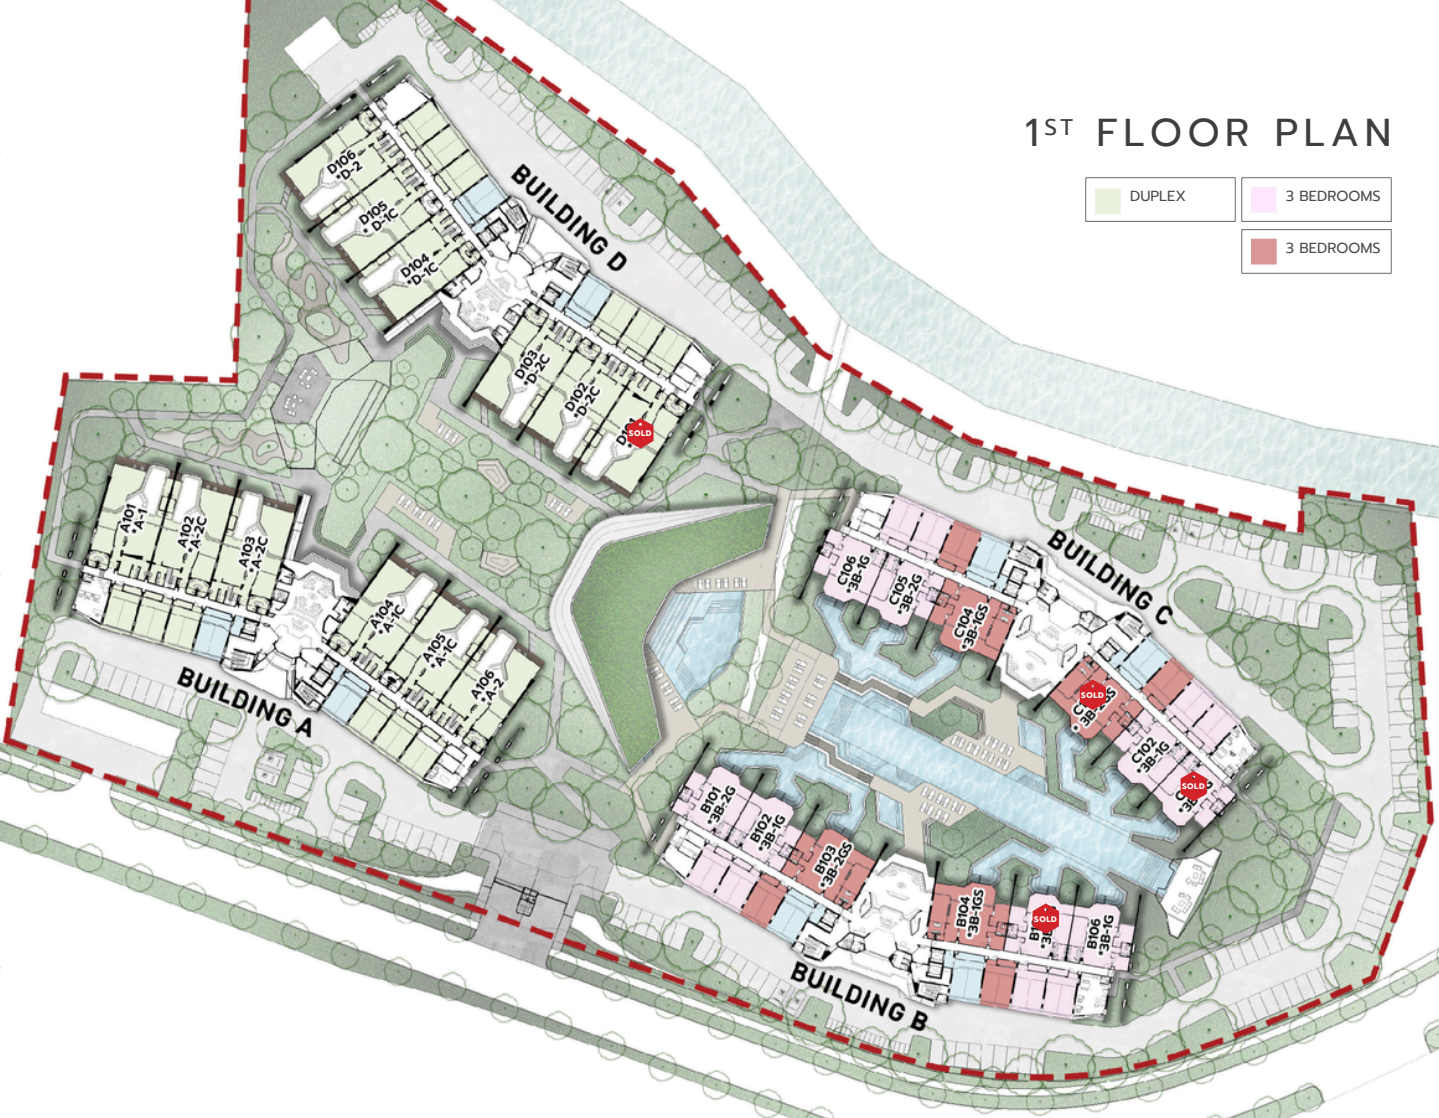 1ST FLOOR PLAN
DUPLEX
3 BEDROOMS
3 BEDROOMS
BUILDING D
D106
*D-2
D105
* D-1C
D104
*D-1C
D103
*D-2C
D102
*D-2C
SOLD
A101
*A-1
A102
*A-2C
A103
*A-2C
A104
*A-1C
A105
*A-1C
A106
*A-2
BUILDING A
BUILDING C
C106
*3B-1G
C105
*3B-2G
C104
*3B-1GS
SOLD
C102
*3B-1G
SOLD
B101
*3B-2G
B102
*3B-1G
B103
*3B-2GS
B104
*3B-1GS
SOLD
B106
*3B-1G
BUILDING B